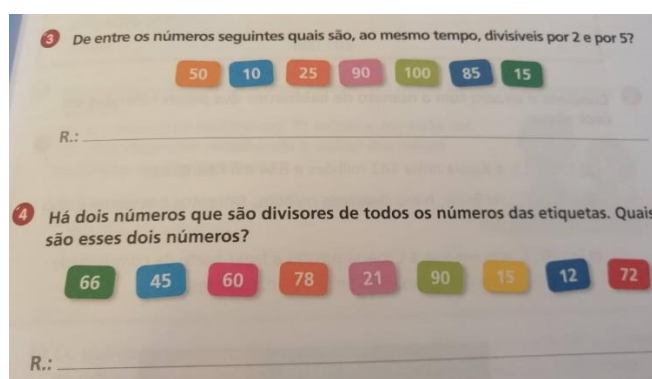 3 De entre os números seguintes quais são, ao mesmo tempo, divisíveis por 2 e por 5?
50 10 25 90 100 85 15
R.:
4 Há dois números que são divisores de todos os números das etiquetas. Quais
são esses dois números?
66 45 60 78 21 90 15 12 72
R.: